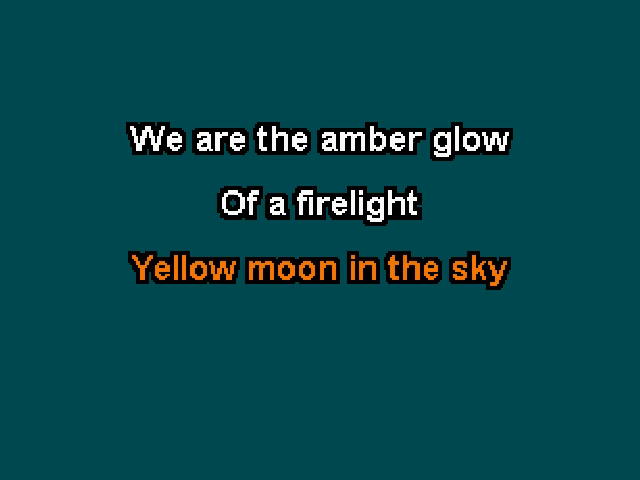 We are the amber glow
Of a firelight
Yellow moon in the sky